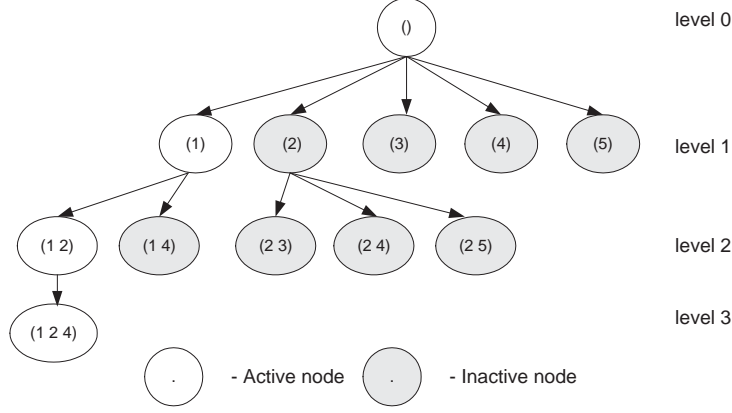 () level 0
(1) (2) (3) (4) (5) level 1
(1 2) (1 4) (2 3) (2 4) (2 5) level 2
(1 2 4) level 3
. - Active node . - Inactive node